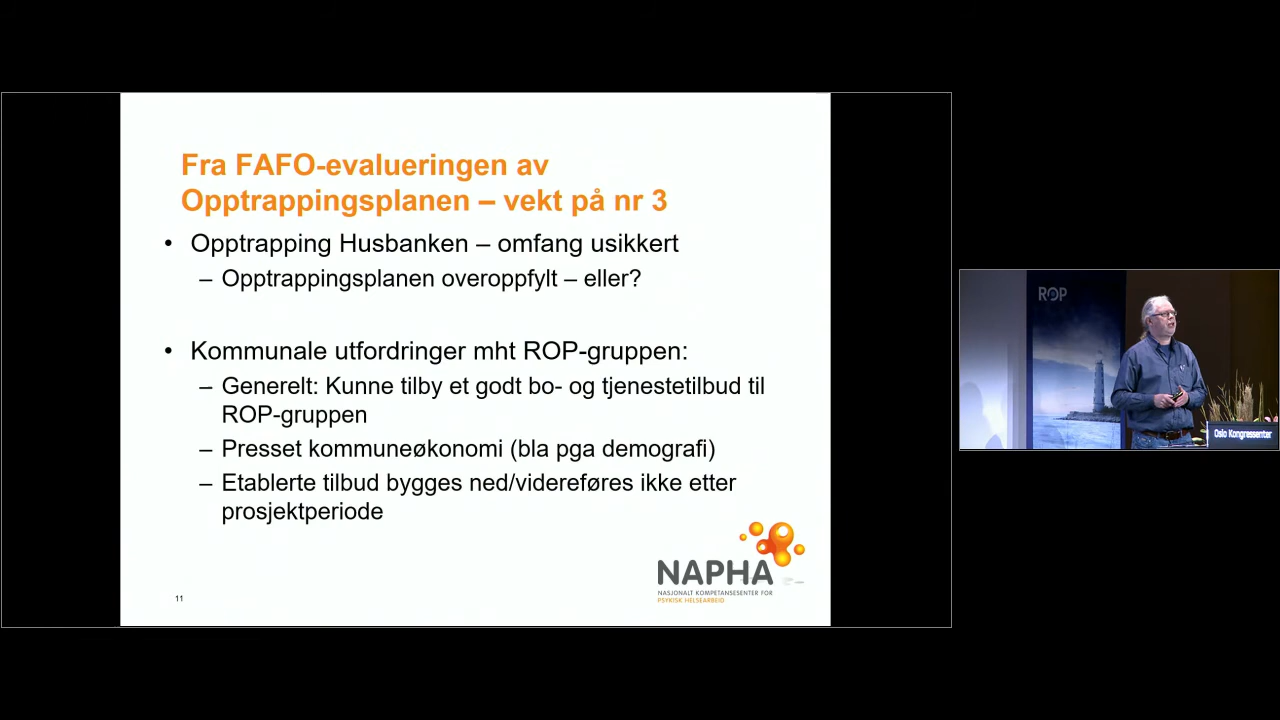 Fra FAFO-evalueringen av
Opptrappingsplanen – vekt på nr 3
• Opptrapping Husbanken – omfang usikkert
– Opptrappingsplanen overoppfylt – eller?
• Kommunale utfordringer mht ROP-gruppen:
– Generelt: Kunne tilby et godt bo- og tjenestetilbud til
ROP-gruppen
– Presset kommuneøkonomi (bla pga demografi)
– Etablerte tilbud bygges ned/videreføres ikke etter
prosjektperiode
NAPHA
NASJONALT KOMPETANSESENTER FOR
PSYKISK HELSEARBEID
11
ROP
Oslo Kongressenter